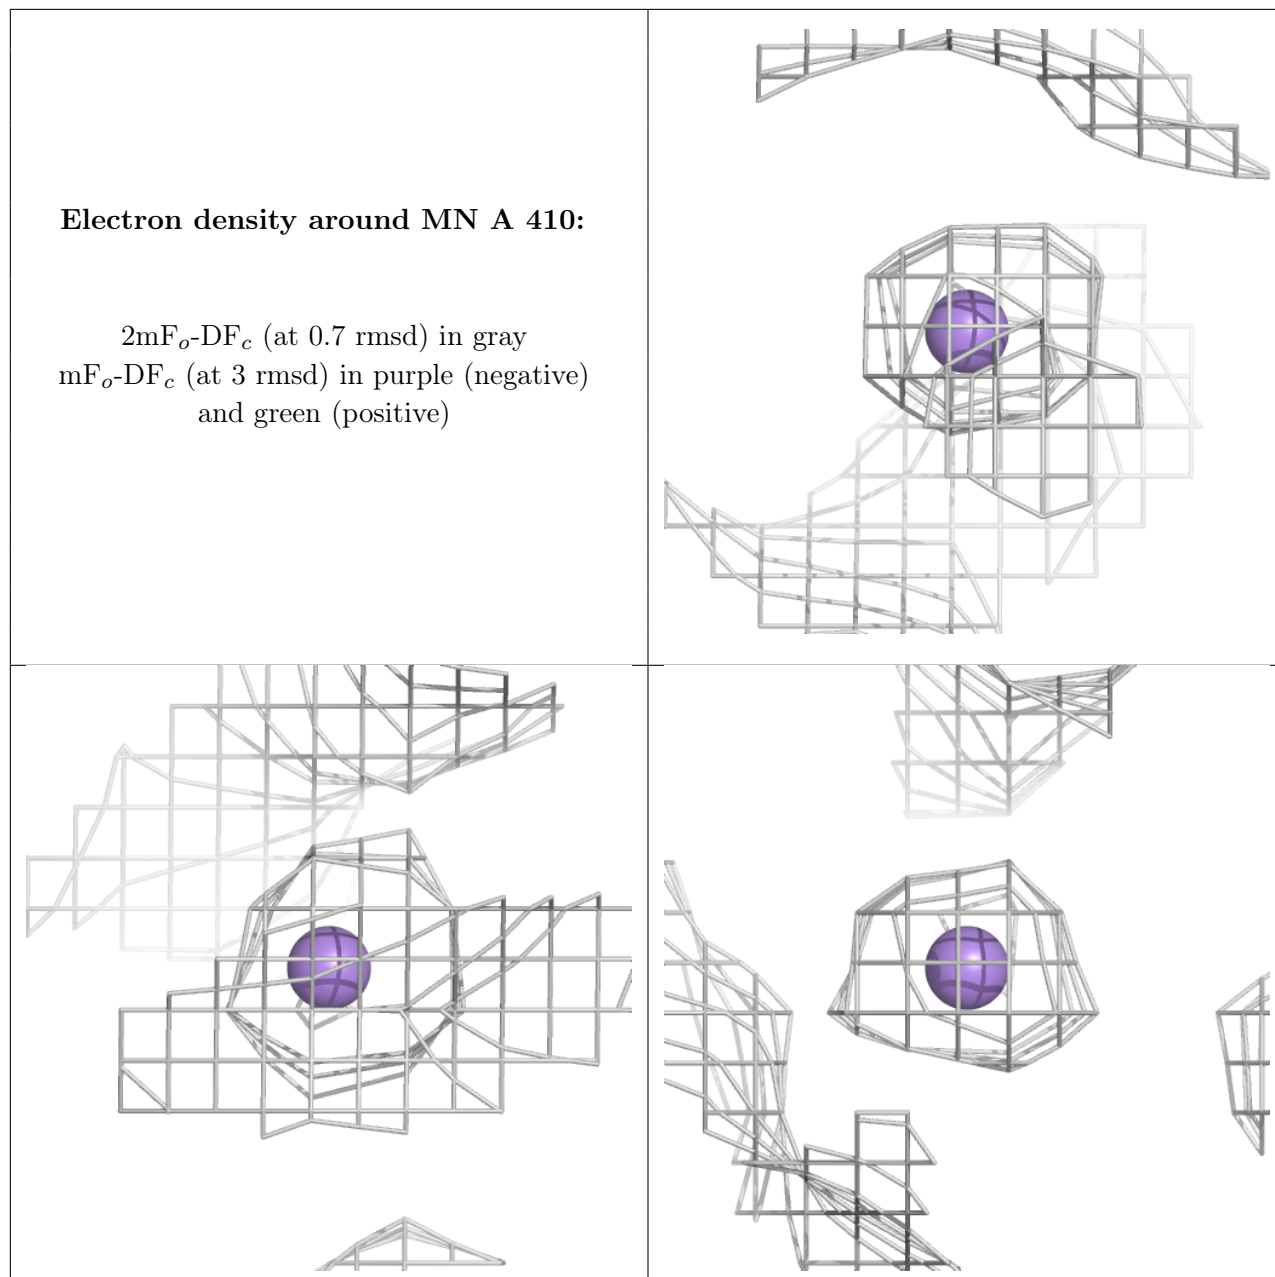 Electron density around MN A 410:
2mFo-DFc (at 0.7 rmsd) in gray
mFo-DFc (at 3 rmsd) in purple (negative)
and green (positive)